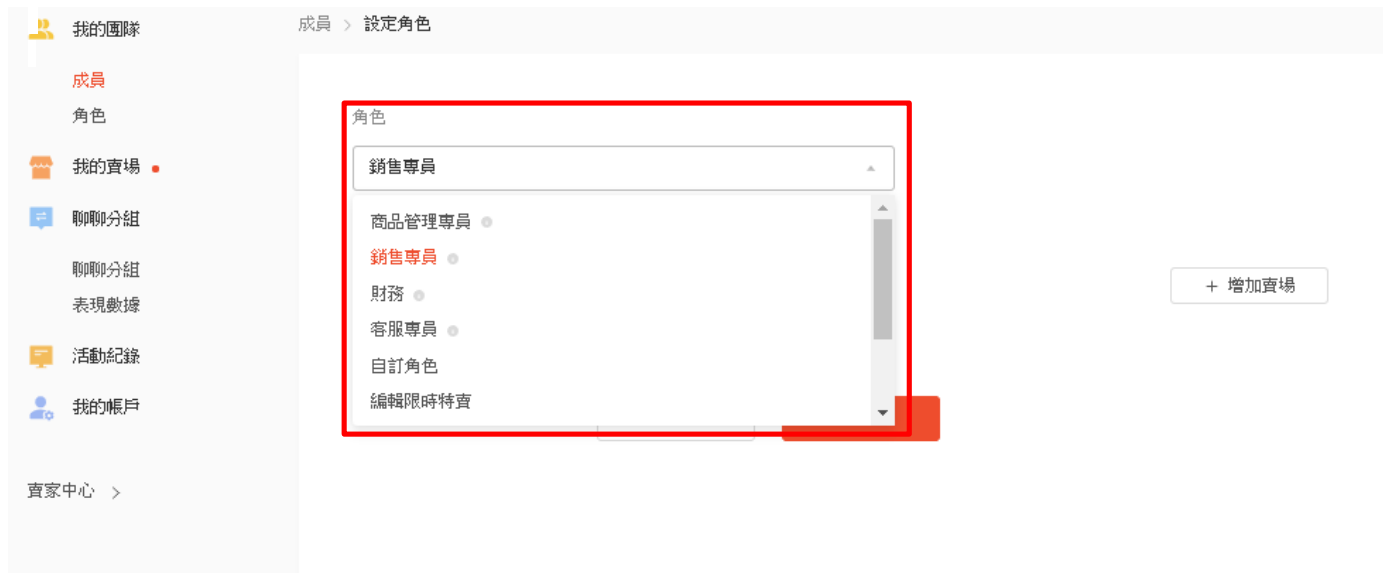 我的團隊
成員
角色
我的賣場
聊聊分組
聊聊分組
表現數據
活動紀錄
我的帳戶
賣家中心 >
成員 > 設定角色
角色
銷售專員
商品管理專員
銷售專員
財務
客服專員
自訂角色
編輯限時特賣
+ 增加賣場